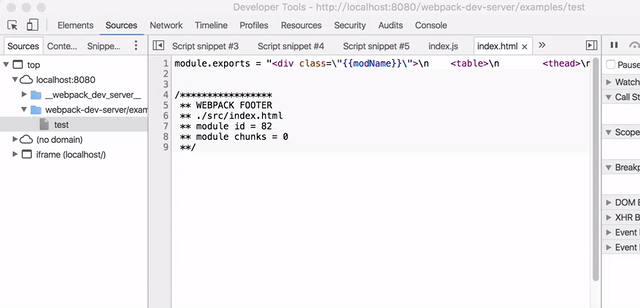 Developer Tools - http://localhost:8080/webpack-dev-server/examples/test
Elements Sources Network Timeline Profiles Resources Security Audits Console
Sources Conte... Snippe... Script snippet #3 Script snippet #4 Script snippet #5 index.js index.html × »
top
localhost:8080
__webpack_dev_server__
webpack-dev-server/exam
test
(no domain)
iframe (localhost/)
1 module.exports = "<div class=\"{{modName}}\">\n <table>\n <thead>\n
2
3
4 /*****************
5 ** WEBPACK FOOTER
6 ** ./src/index.html
7 ** module id = 82
8 ** module chunks = 0
9 **/
Pause
Watch
Call St
Scope
Breakp
DOM B
XHR B
Event
Event